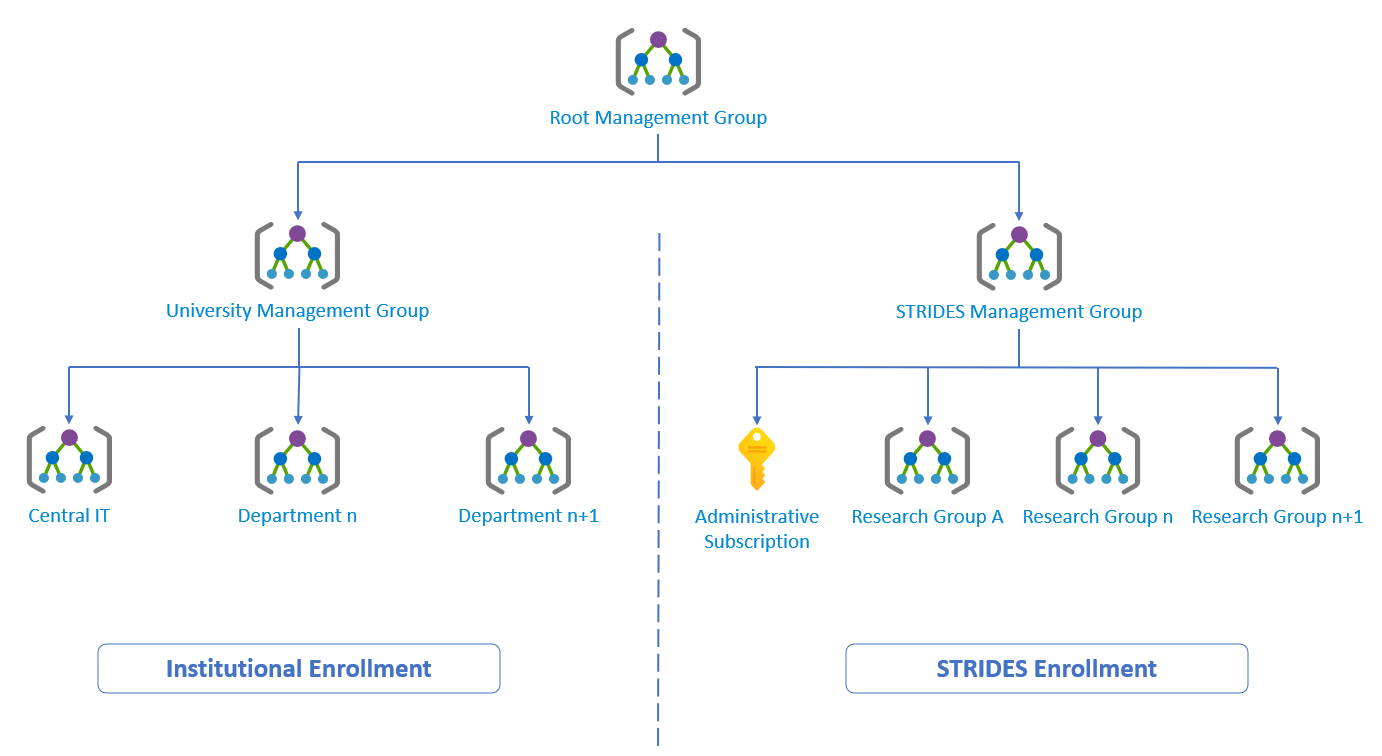 Root Management Group
University Management Group
STRIDES Management Group
Central IT
Department n
Department n+1
Administrative
Subscription
Research Group A
Research Group n
Research Group n+1
Institutional Enrollment
STRIDES Enrollment